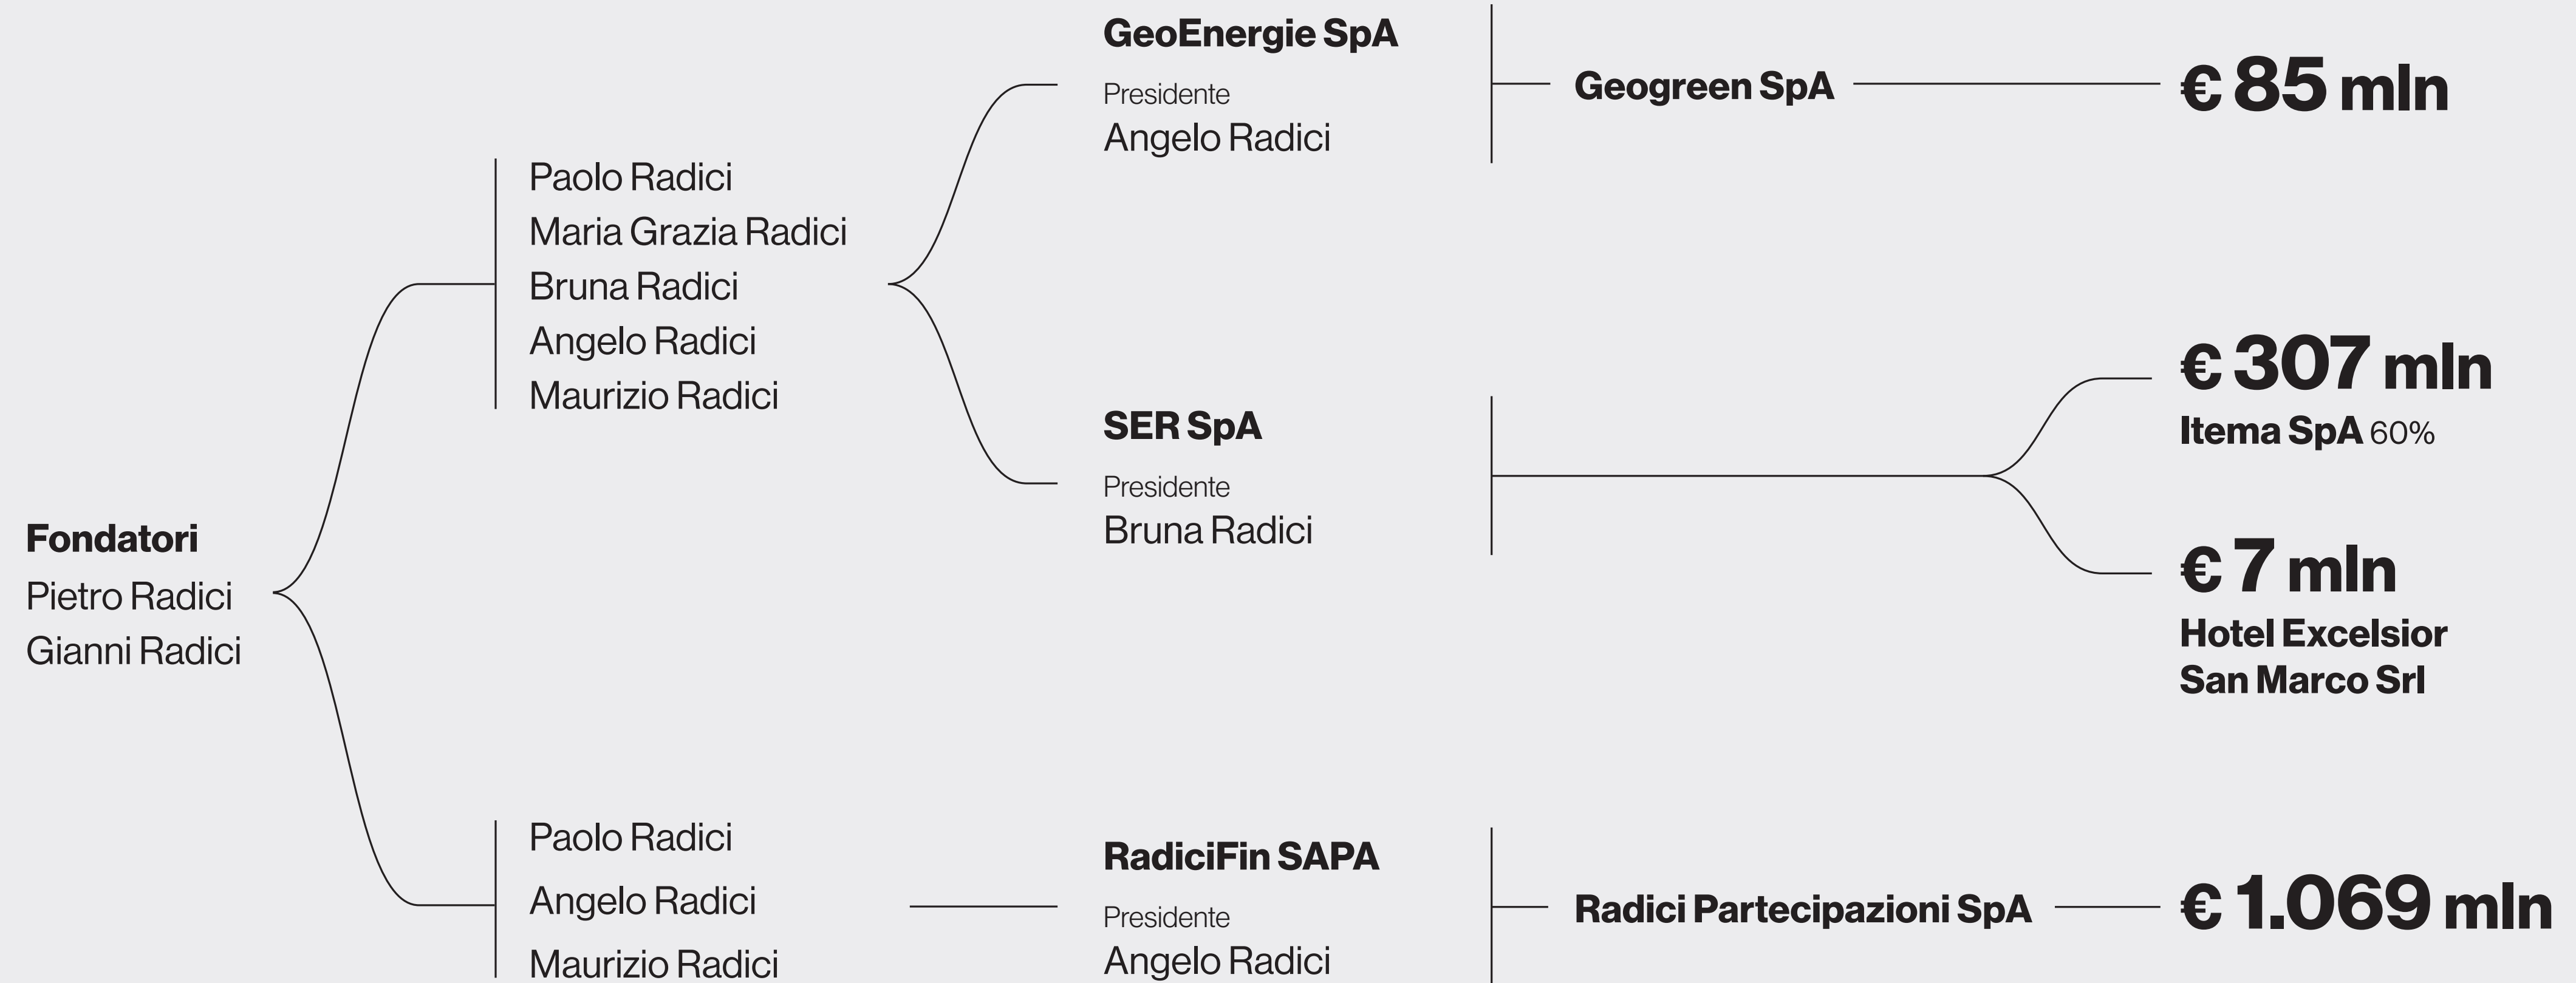 Fondatori
Pietro Radici
Gianni Radici
Paolo Radici
Maria Grazia Radici
Bruna Radici
Angelo Radici
Maurizio Radici
GeoEnergie SpA
Presidente
Angelo Radici
Geogreen SpA
€ 85 mln
SER SpA
Presidente
Bruna Radici
€ 307 mln
Itema SpA 60%
€ 7 mln
Hotel Excelsior
San Marco Srl
Paolo Radici
Angelo Radici
Maurizio Radici
RadiciFin SAPA
Presidente
Angelo Radici
Radici Partecipazioni SpA
€ 1.069 mln